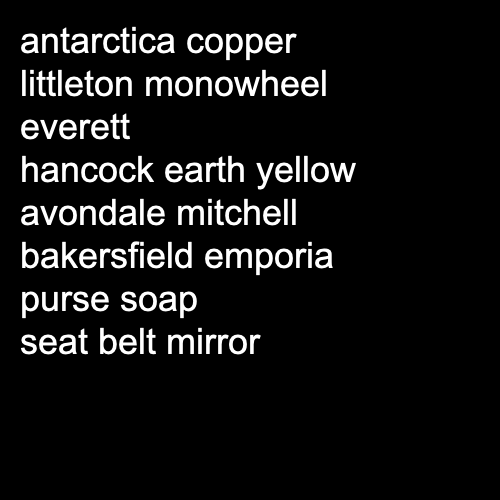 antarctica copper
littleton monowheel
everett
hancock earth yellow
avondale mitchell
bakersfield emporia
purse soap
seat belt mirror